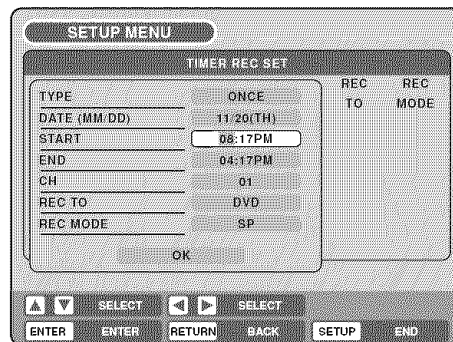 SETUP MENU
TIMER REC SET
REC REC
TO MODE
TYPE ONCE
DATE (MM/DD) 11/20(TH)
START 08:17PM
END 04:17PM
CH 01
REC TO DVD
REC MODE SP
OK
SELECT SELECT
ENTER ENTER RETURN BACK SETUP END